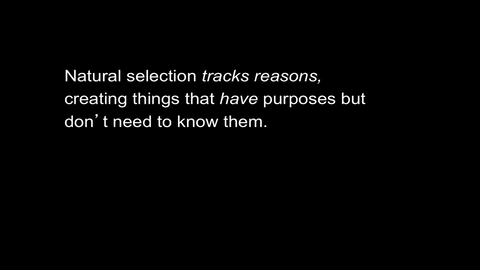 Natural selection tracks reasons,
creating things that have purposes but
don’t need to know them.